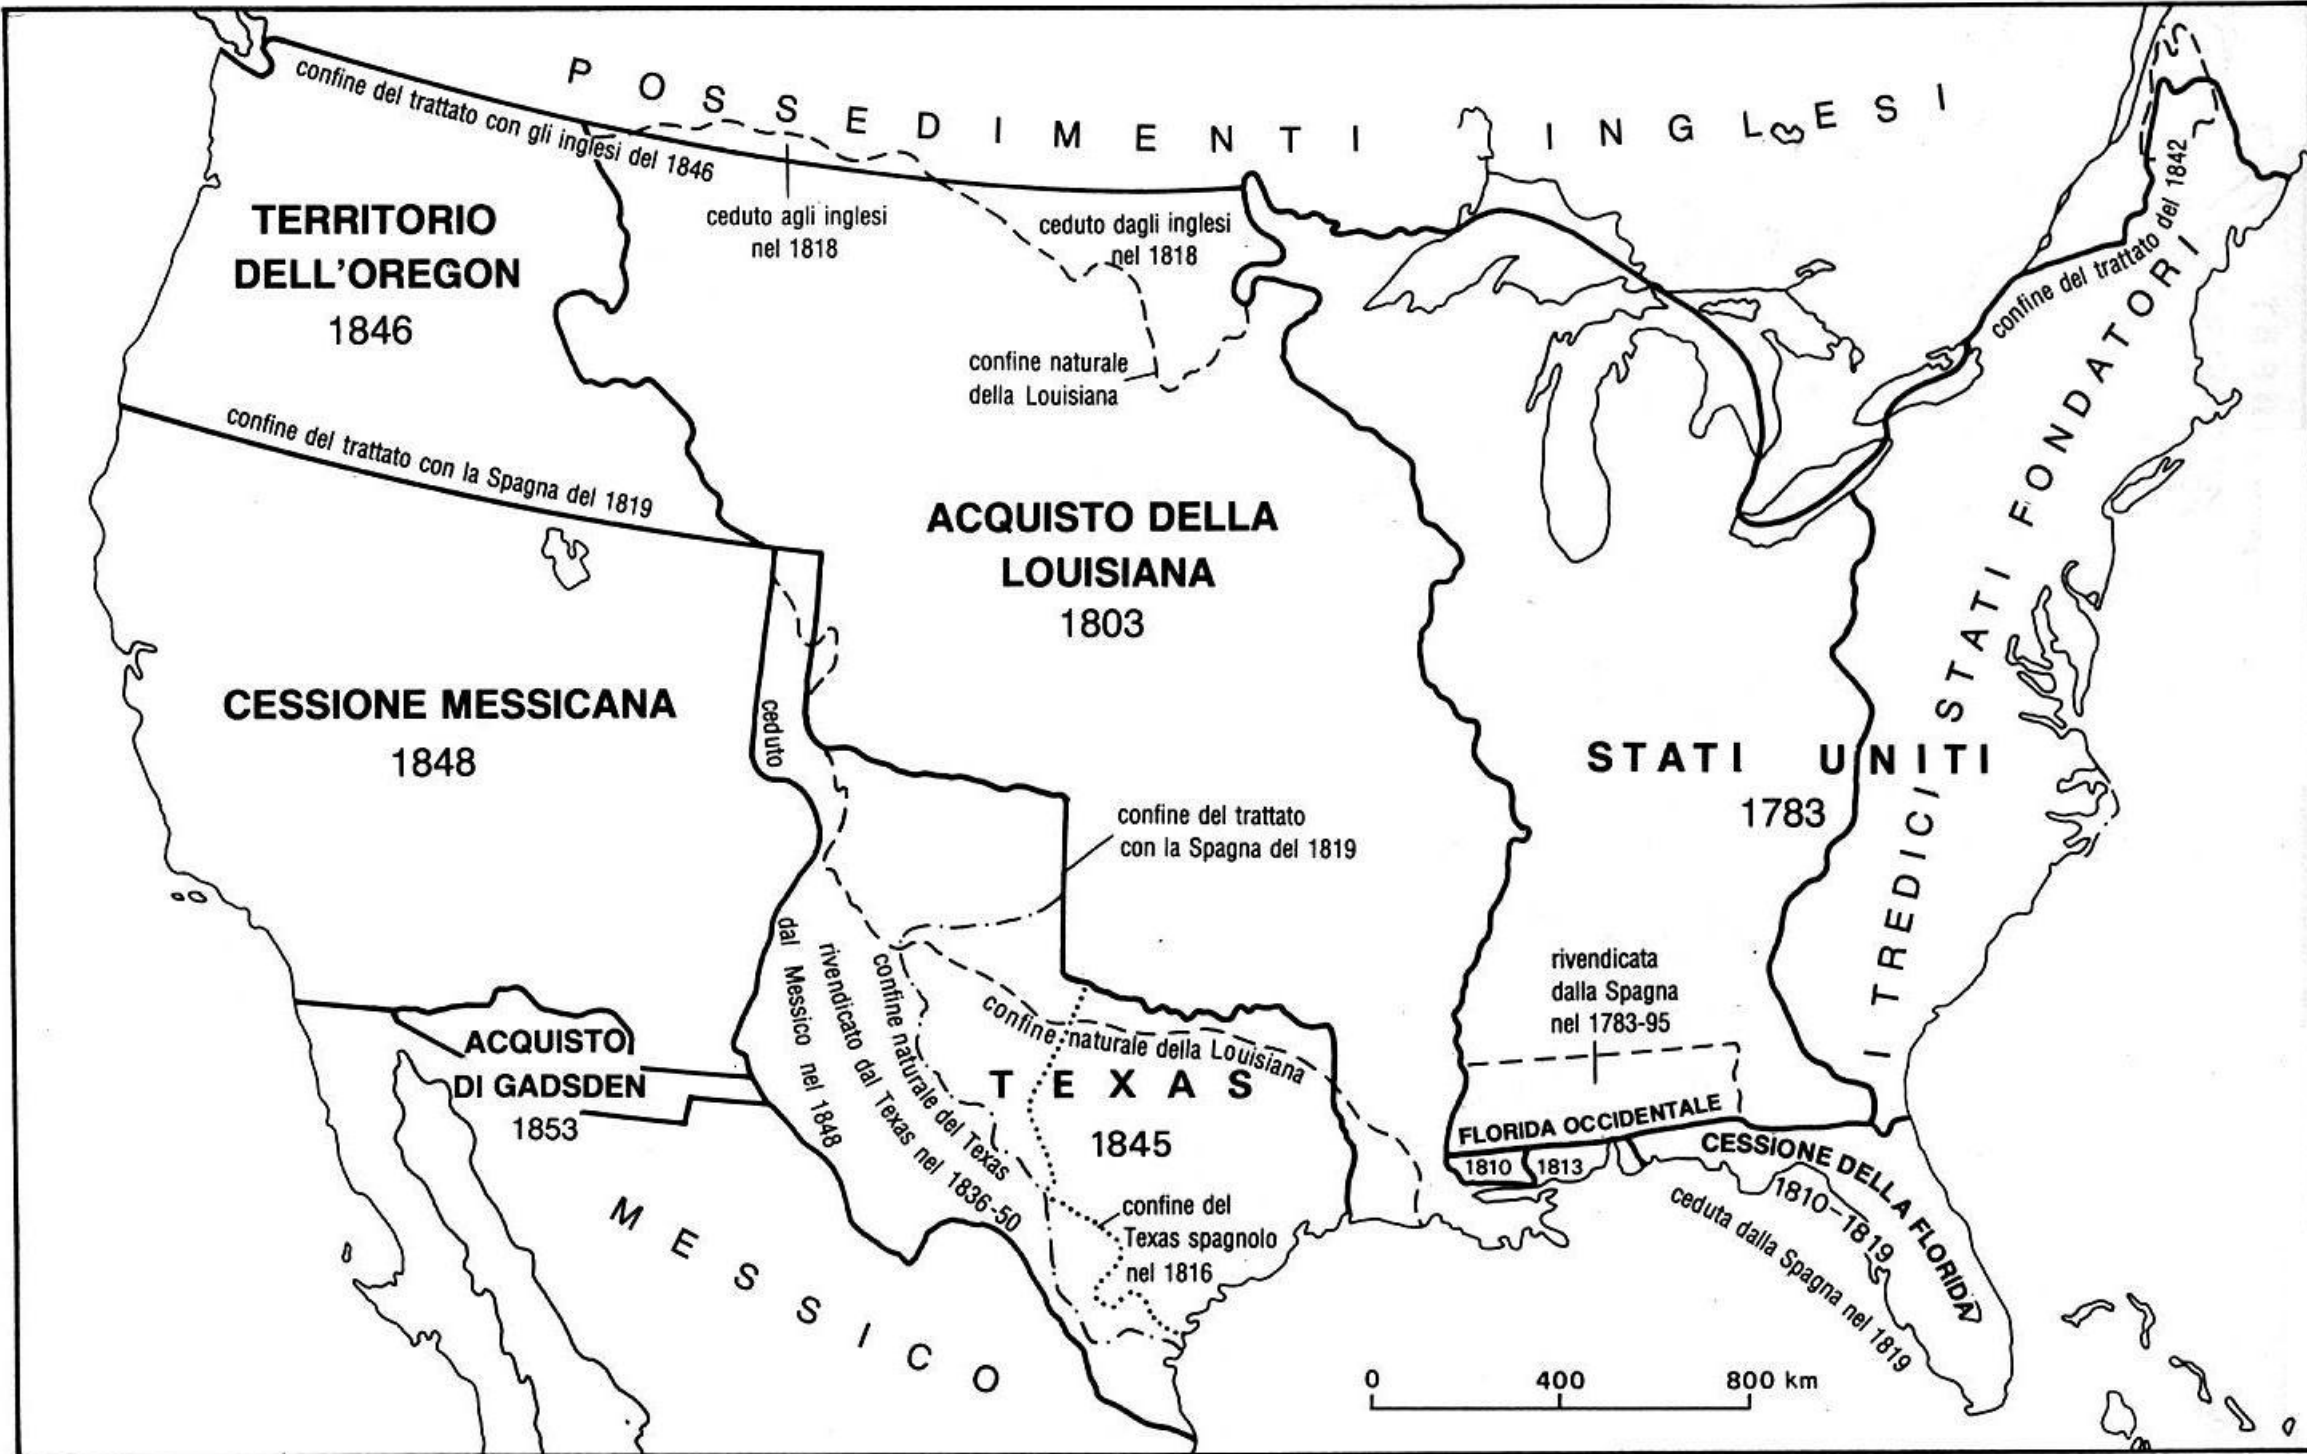 POSSEDIMENTI INGLESI
confine del trattato con gli inglesi del 1846
TERRITORIO
DELL'OREGON
1846
ceduto agli inglesi
nel 1818
ceduto dagli inglesi
nel 1818
confine naturale
della Louisiana
confine del trattato del 1842
confine del trattato con la Spagna del 1819
ACQUISTO DELLA
LOUISIANA
1803
CESSIONE MESSICANA
1848
STATI UNITI
1783
I TREDICI STATI FONDATORI
confine del trattato
con la Spagna del 1819
ceduto
dal Messico nel 1848
rivendicato dal Texas nel 1836-50
confine naturale del Texas
confine naturale della Louisiana
TEXAS
1845
confine del
Texas spagnolo
nel 1816
ACQUISTO
DI GADSDEN
1853
MESSICO
rivendicata
dalla Spagna
nel 1783-95
FLORIDA OCCIDENTALE
1810
1813
CESSIONE DELLA FLORIDA
1810-1819
ceduta dalla Spagna nel 1819
0 400 800 km